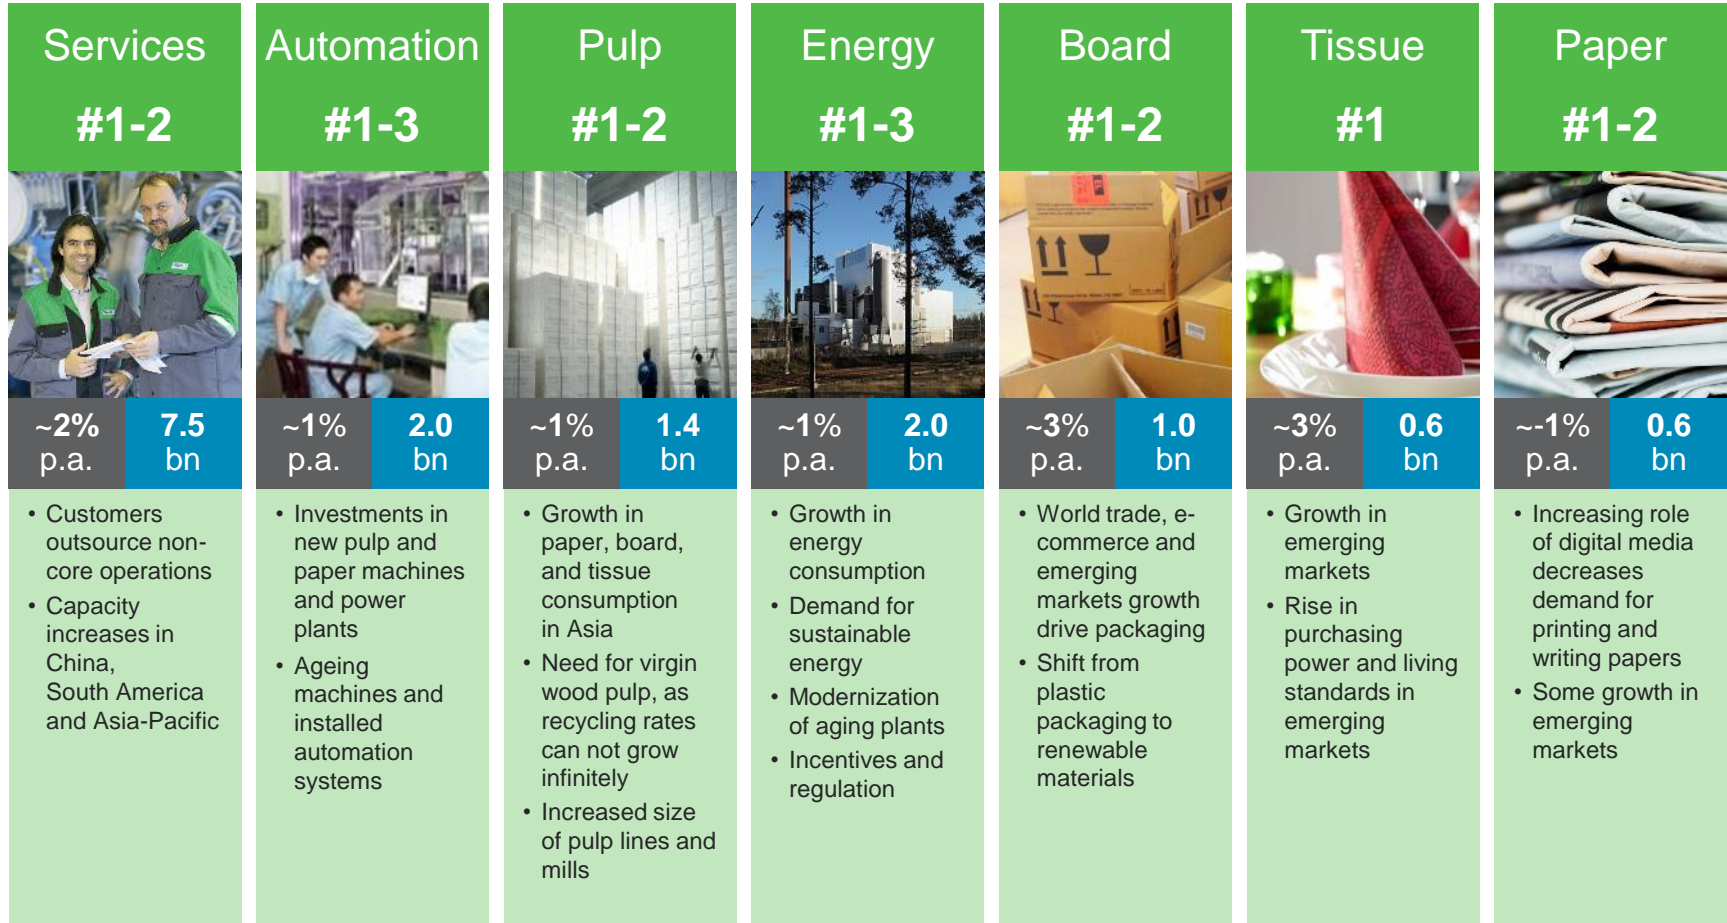 Services
#1-2
~2%
p.a.
7.5
bn
• Customers
outsource non-
core operations
• Capacity
increases in
China,
South America
and Asia-Pacific
Automation
#1-3
~1%
p.a.
2.0
bn
• Investments in
new pulp and
paper machines
and power
plants
• Ageing
machines and
installed
automation
systems
Pulp
#1-2
~1%
p.a.
1.4
bn
• Growth in
paper, board,
and tissue
consumption
in Asia
• Need for virgin
wood pulp, as
recycling rates
can not grow
infinitely
• Increased size
of pulp lines and
mills
Energy
#1-3
~1%
p.a.
2.0
bn
• Growth in
energy
consumption
• Demand for
sustainable
energy
• Modernization
of aging plants
• Incentives and
regulation
Board
#1-2
~3%
p.a.
1.0
bn
• World trade, e-
commerce and
emerging
markets growth
drive packaging
• Shift from
plastic
packaging to
renewable
materials
Tissue
#1
~3%
p.a.
0.6
bn
• Growth in
emerging
markets
• Rise in
purchasing
power and living
standards in
emerging
markets
Paper
#1-2
~-1%
p.a.
0.6
bn
• Increasing role
of digital media
decreases
demand for
printing and
writing papers
• Some growth in
emerging
markets